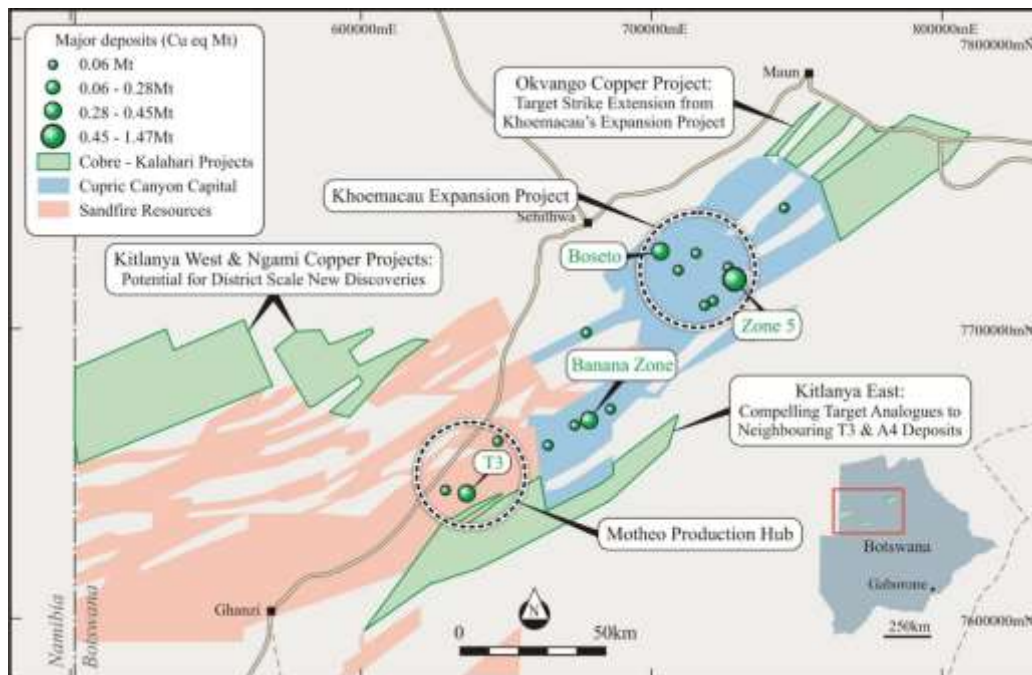 600000mE
700000mE
800000mE
7800000mN
Major deposits (Cu eq Mt)
0.06 Mt
0.06 - 0.28Mt
0.28 - 0.45Mt
0.45 - 1.47Mt
Cobre - Kalahari Projects
Cupric Canyon Capital
Sandfire Resources
Maun
Okvango Copper Project:
Target Strike Extension from
Khoemacau's Expansion Project
Khoemacau Expansion Project
Sehithwa
Boseto
Zone 5
Kitlanya West & Ngami Copper Projects:
Potential for District Scale New Discoveries
7700000mN
Banana Zone
Kitlanya East:
Compelling Target Analogues to
Neighbouring T3 & A4 Deposits
T3
Motheo Production Hub
Botswana
Gaborone
250km
Ghanzi
N
0
50km
7600000mN
Namibia
Botswana